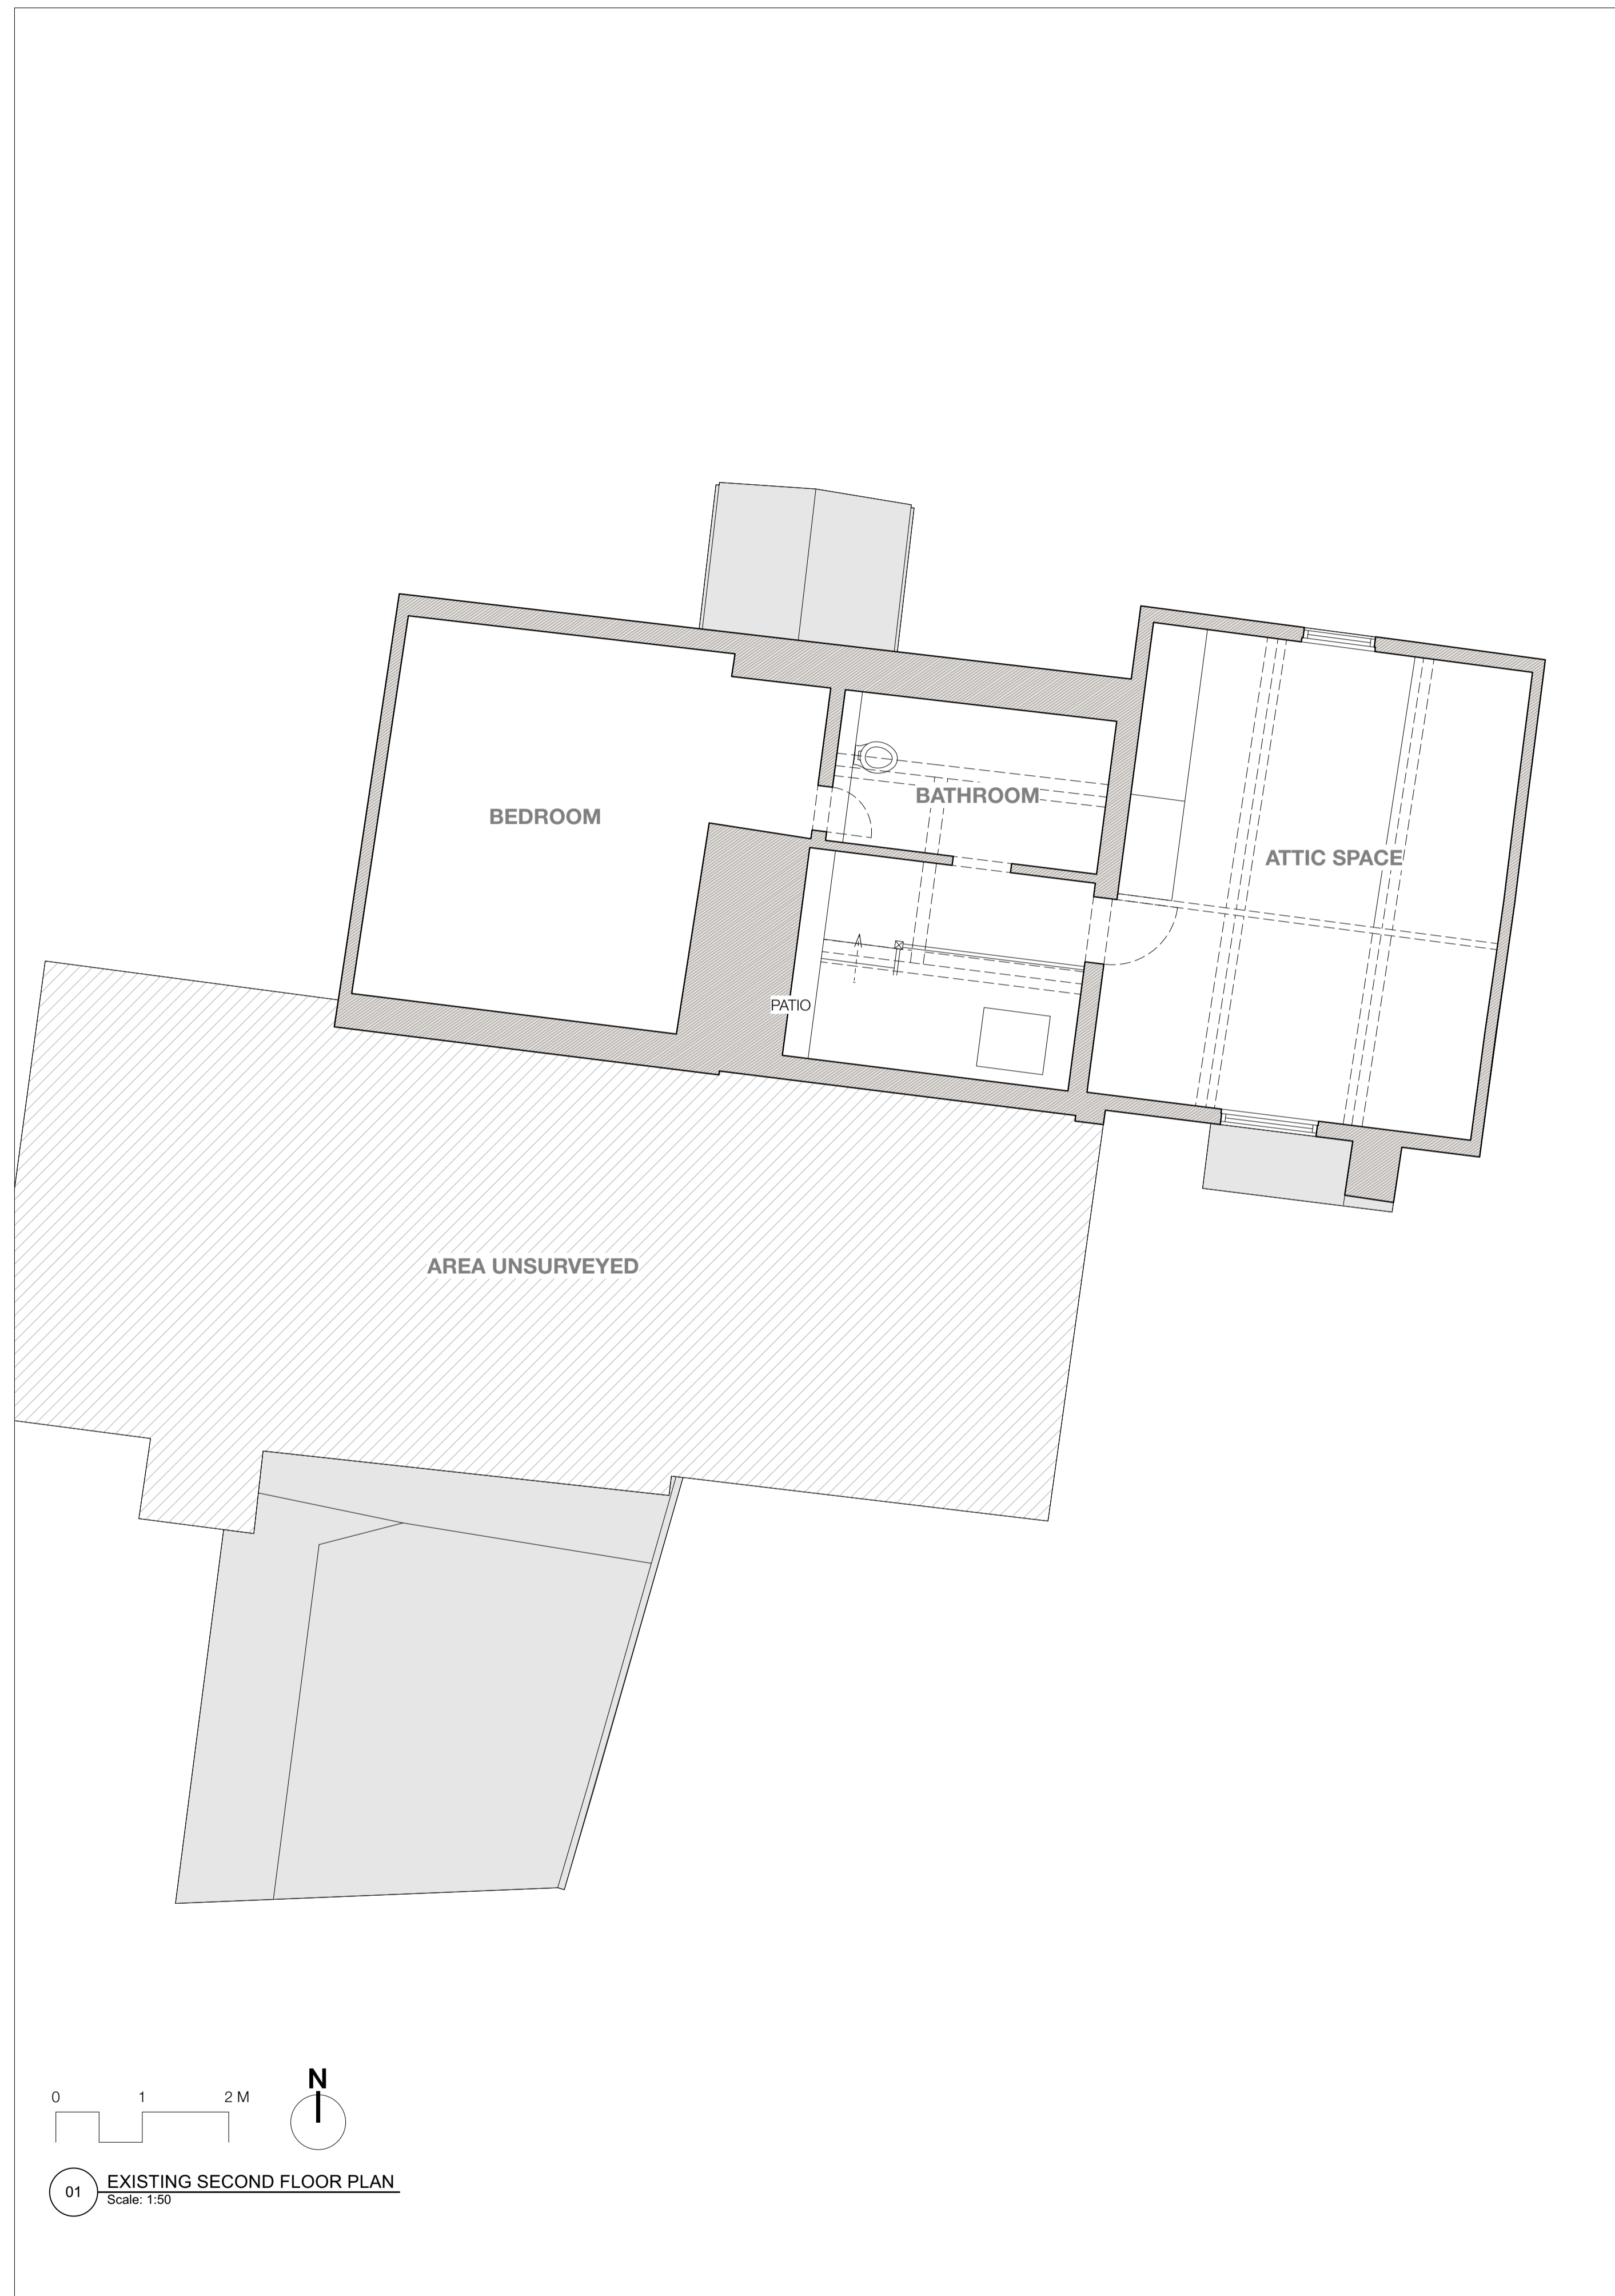 BEDROOM
BATHROOM
ATTIC SPACE
PATIO
AREA UNSURVEYED
N
0 1 2 M
01
EXISTING SECOND FLOOR PLAN
Scale: 1:50